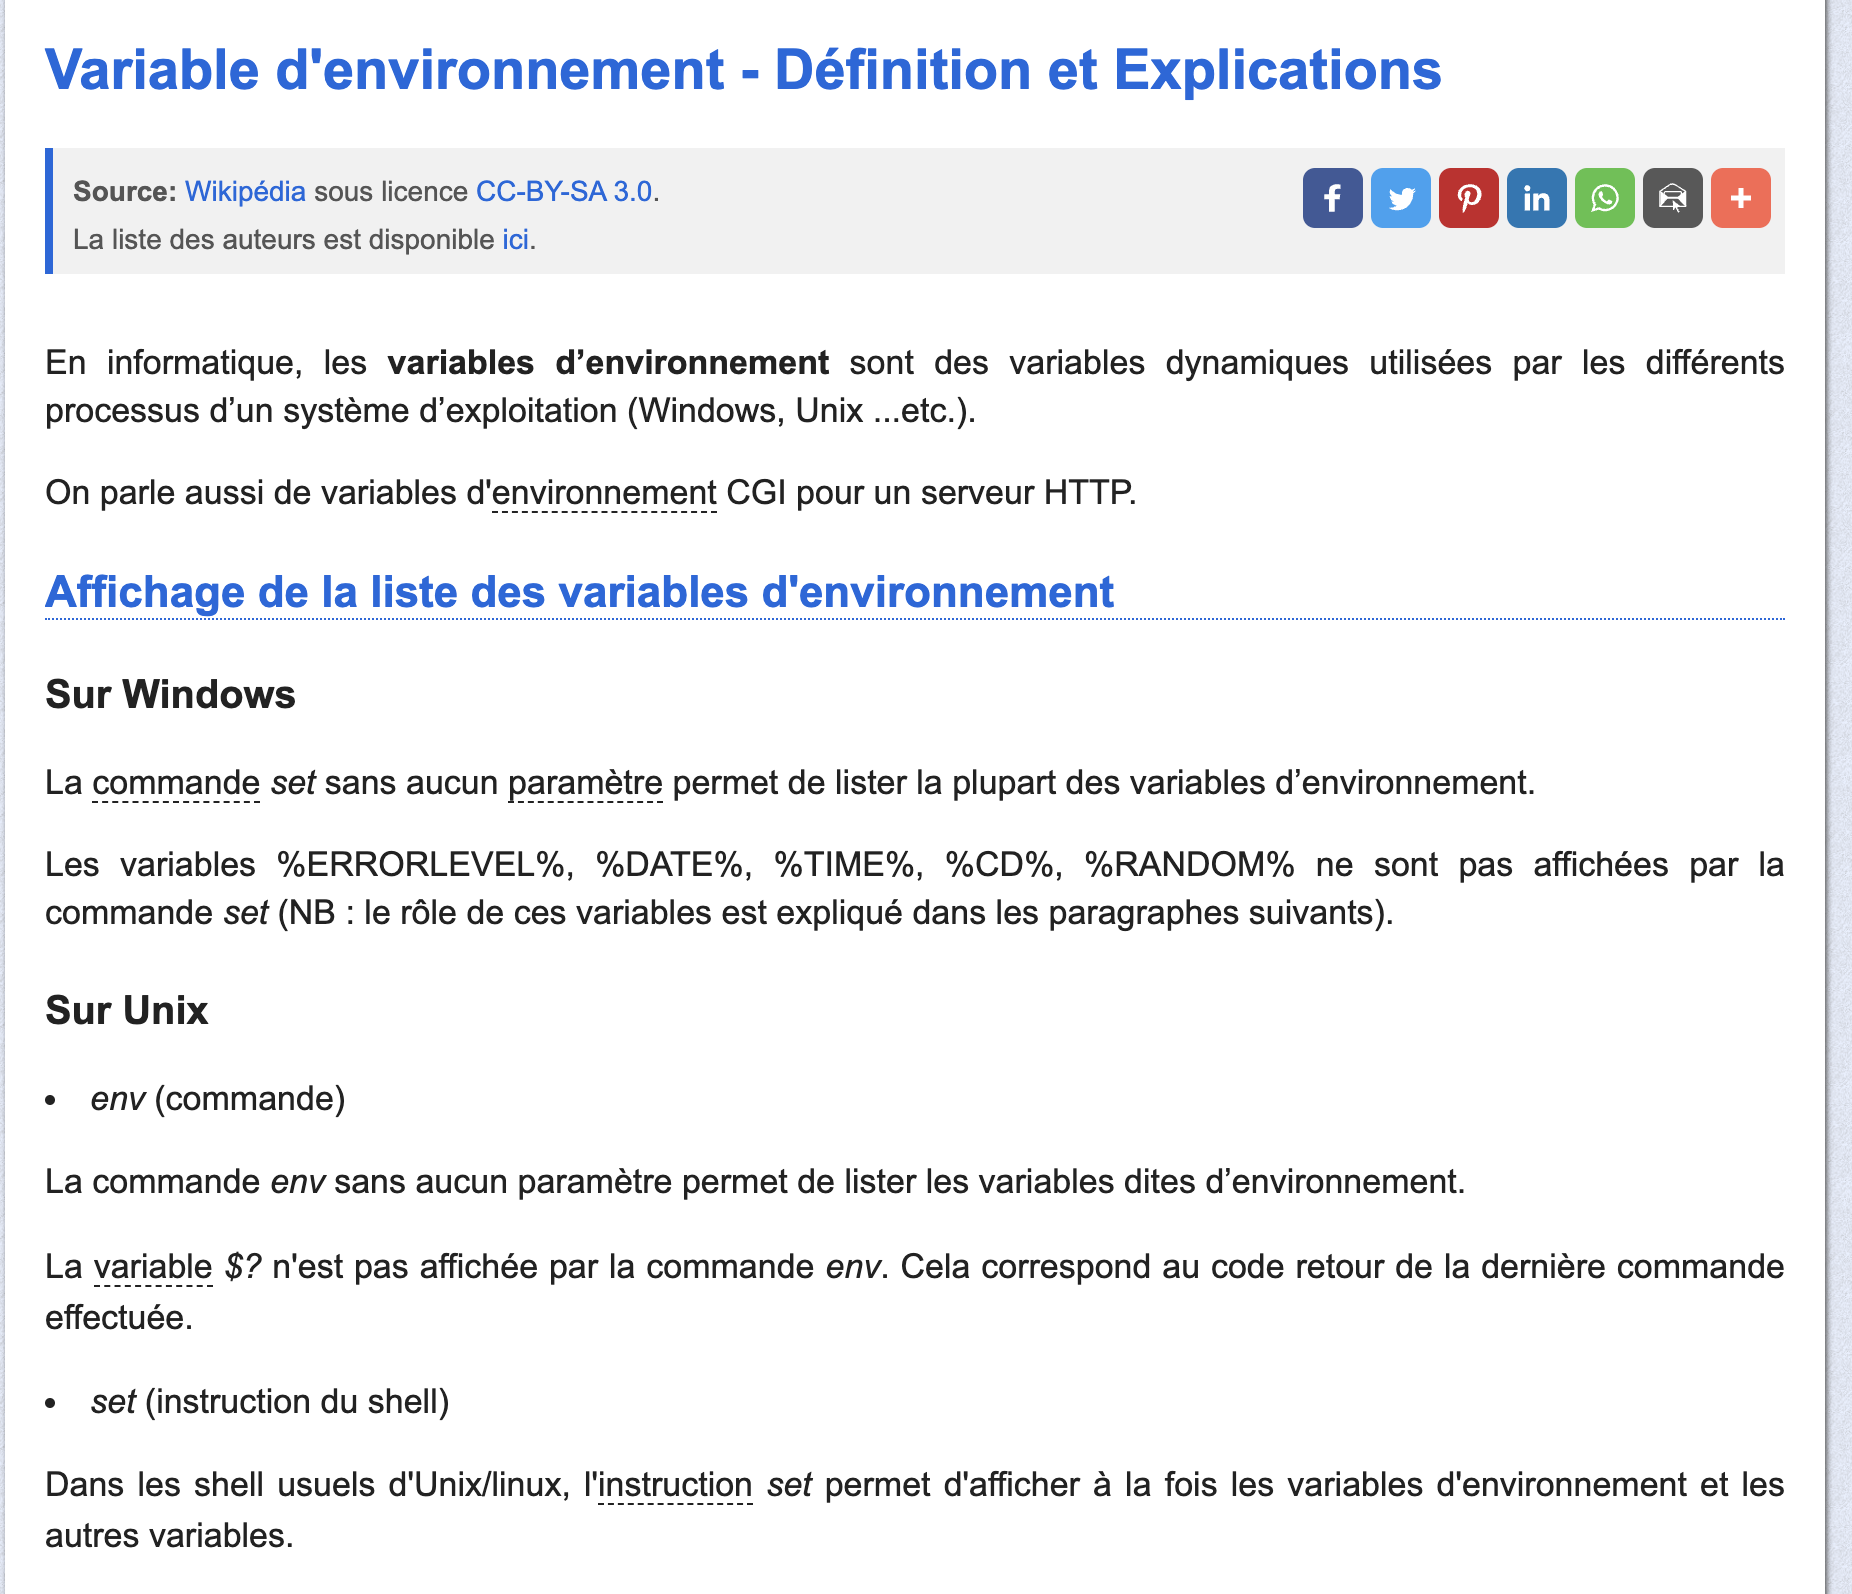 Variable d'environnement - Définition et Explications
Source: Wikipédia sous licence CC-BY-SA 3.0.
La liste des auteurs est disponible ici.
En informatique, les variables d’environnement sont des variables dynamiques utilisées par les différents
processus d’un système d’exploitation (Windows, Unix ...etc.).
On parle aussi de variables d'environnement CGI pour un serveur HTTP.
Affichage de la liste des variables d'environnement
Sur Windows
La commande set sans aucun paramètre permet de lister la plupart des variables d’environnement.
Les variables %ERRORLEVEL%, %DATE%, %TIME%, %CD%, %RANDOM% ne sont pas affichées par la
commande set (NB : le rôle de ces variables est expliqué dans les paragraphes suivants).
Sur Unix
• env (commande)
La commande env sans aucun paramètre permet de lister les variables dites d’environnement.
La variable $? n'est pas affichée par la commande env. Cela correspond au code retour de la dernière commande
effectuée.
• set (instruction du shell)
Dans les shell usuels d'Unix/linux, l'instruction set permet d'afficher à la fois les variables d'environnement et les
autres variables.